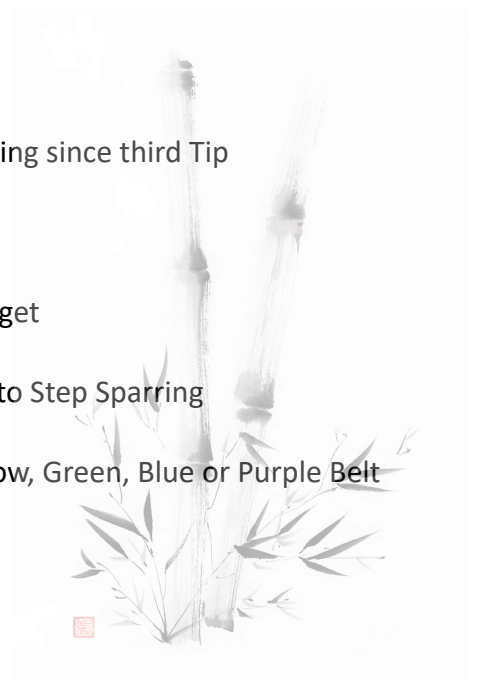 ing since third Tip
get
to Step Sparring
ow, Green, Blue or Purple Belt